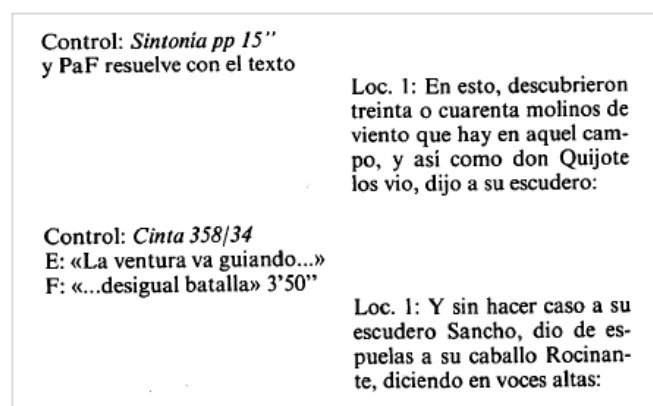 Control: Sintonía pp 15’’
y PaF resuelve con el texto
Loc. 1: En esto, descubrieron
treinta o cuarenta molinos de
viento que hay en aquel cam-
po, y así como don Quijote
los vio, dijo a su escudero:
Control: Cinta 358/34
E: «La ventura va guiando...»
F: «...desigual batalla» 3’50’’
Loc. 1: Y sin hacer caso a su
escudero Sancho, dio de es-
puelas a su caballo Rocinan-
te, diciendo en voces altas: